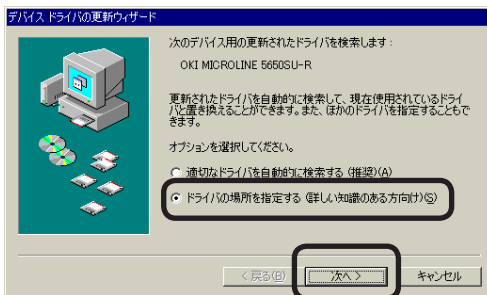 デバイス ドライバの更新ウィザード
次のデバイス用の更新されたドライバを検索します :
OKI MICROLINE 5650SU-R
更新されたドライバを自動的に検索して、現在使用されているドライ
バと置き換えることができます。また、ほかのドライバを指定することもで
きます。
オプションを選択してください。
適切なドライバを自動的に検索する (推奨)(A)
ドライバの場所を指定する (詳しい知識のある方向け)(S)
< 戻る(B) 次へ > キャンセル